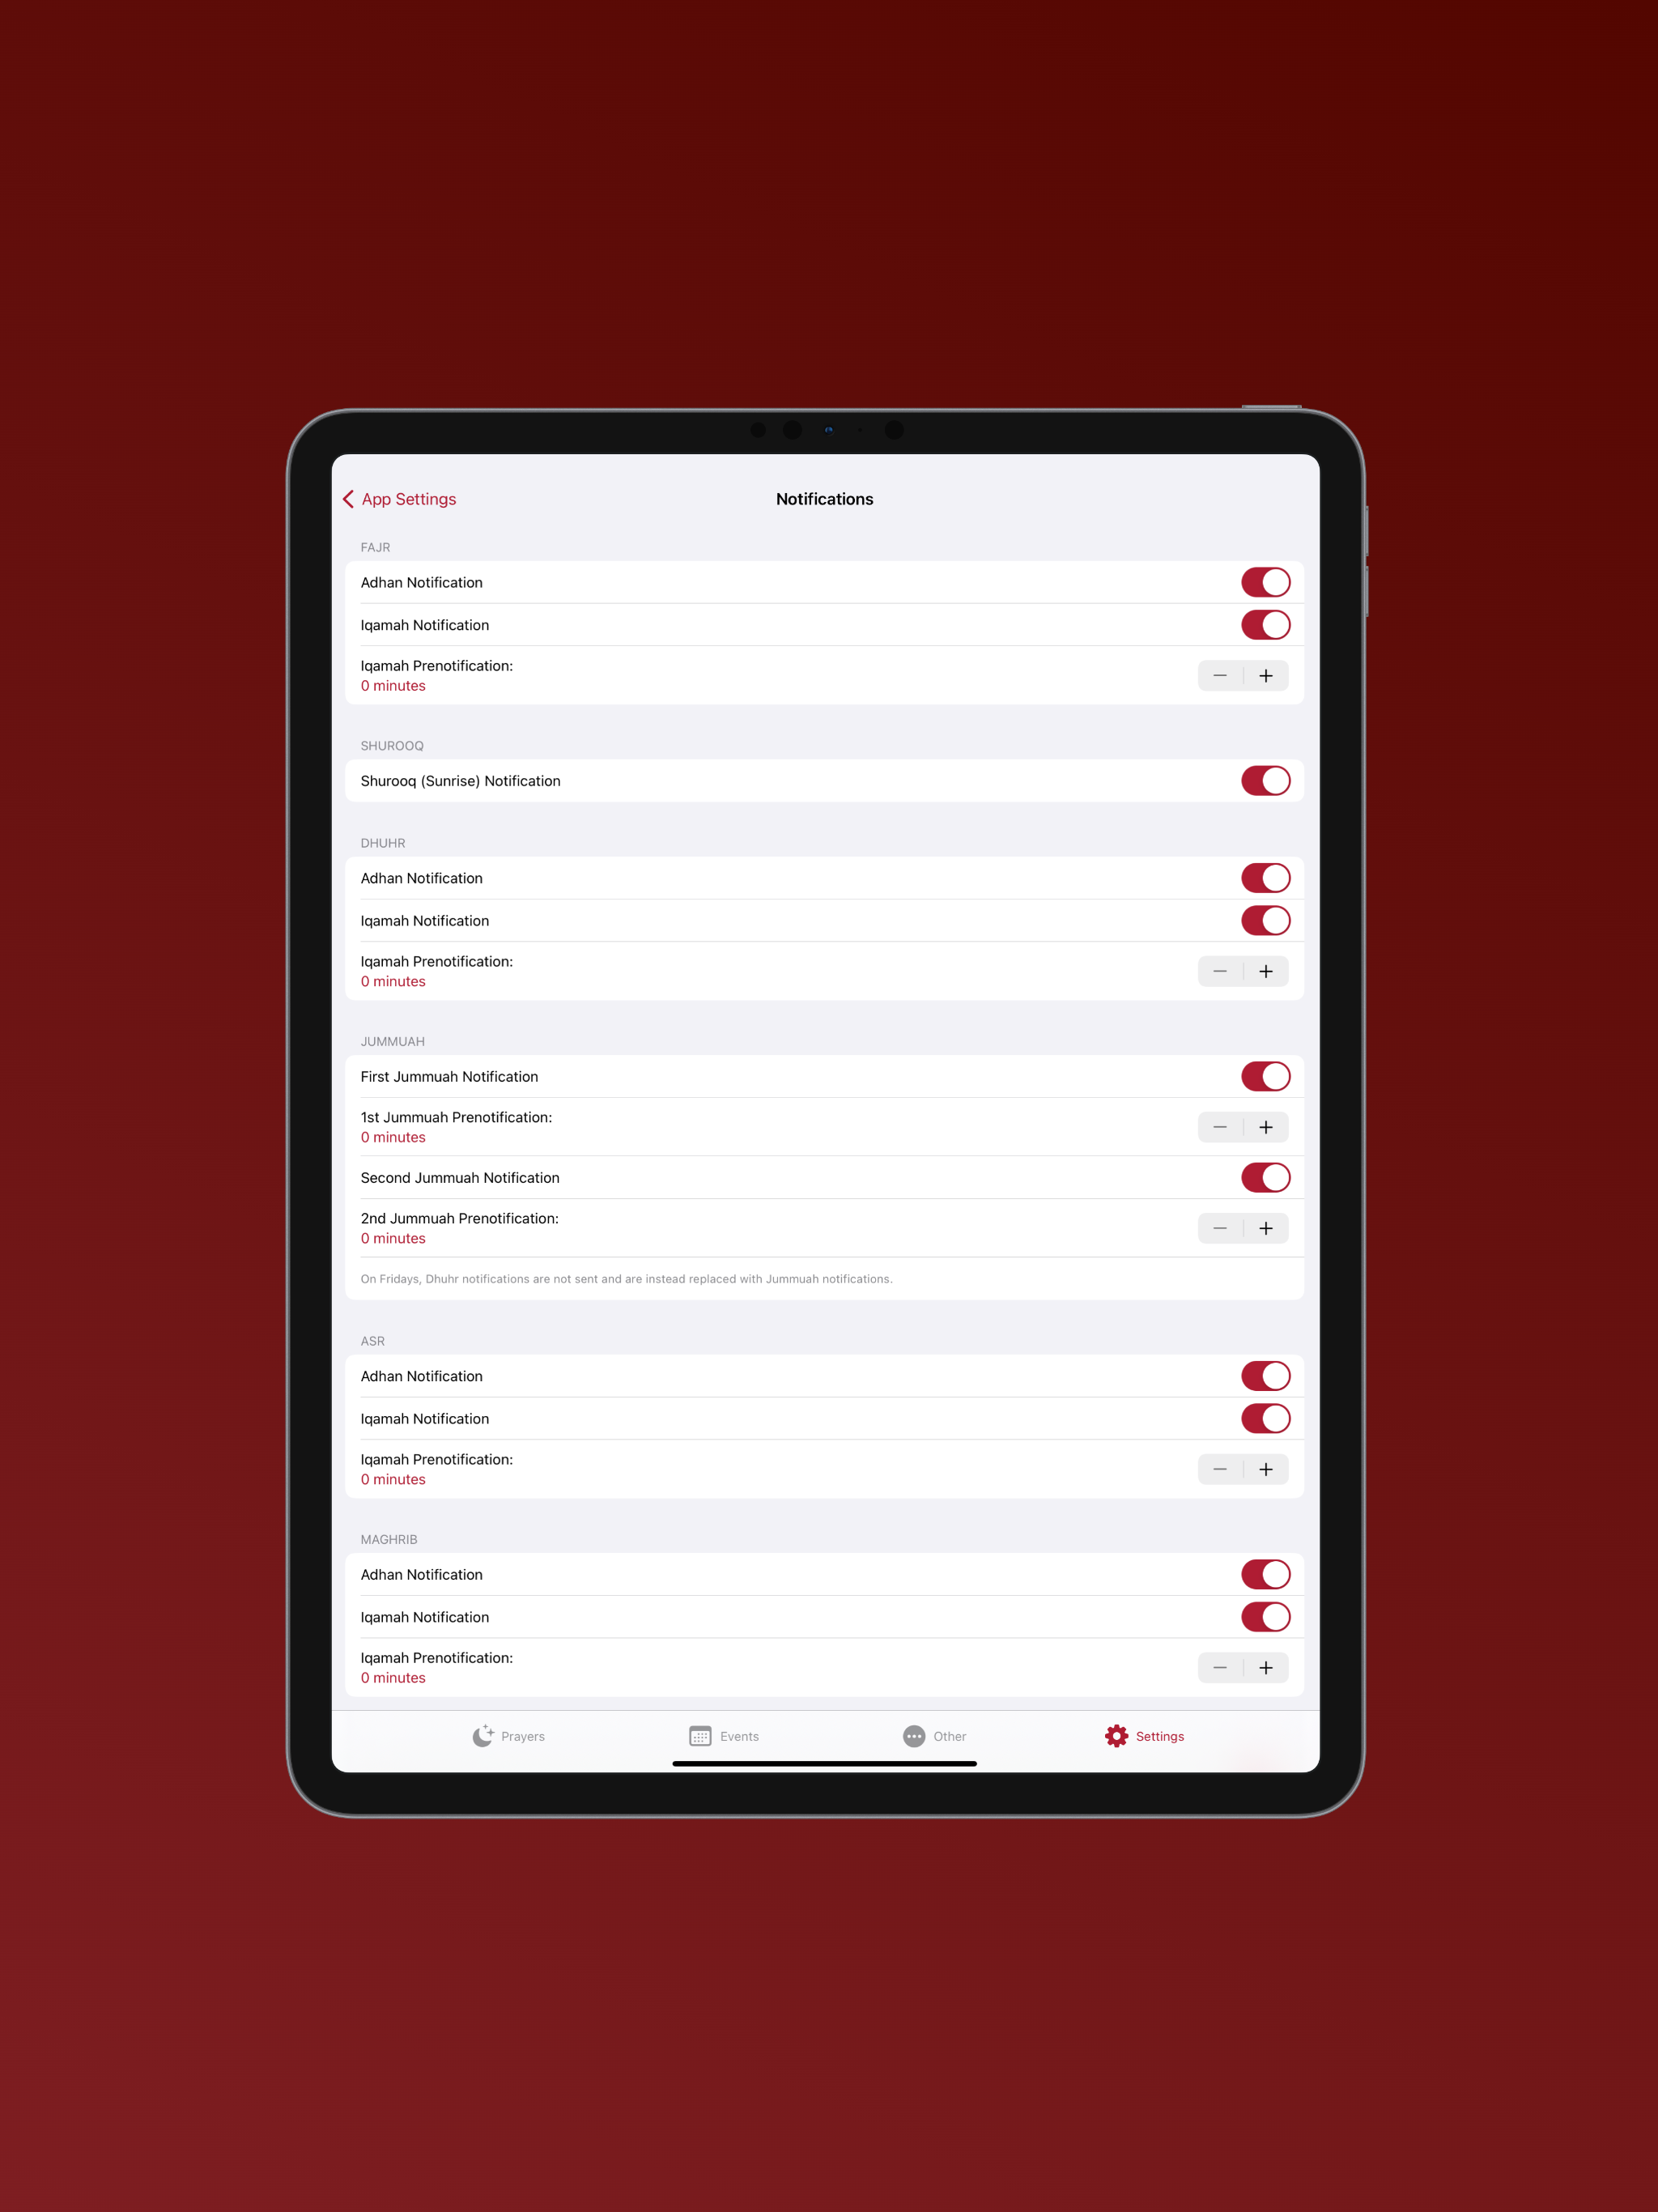 App Settings
Notifications
FAJR
Adhan Notification
Iqamah Notification
Iqamah Prenotification:
0 minutes
SHUROOQ
Shurooq (Sunrise) Notification
DHUHR
Adhan Notification
Iqamah Notification
Iqamah Prenotification:
0 minutes
JUMMUAH
First Jummuah Notification
1st Jummuah Prenotification:
0 minutes
Second Jummuah Notification
2nd Jummuah Prenotification:
0 minutes
On Fridays, Dhuhr notifications are not sent and are instead replaced with Jummuah notifications.
ASR
Adhan Notification
Iqamah Notification
Iqamah Prenotification:
0 minutes
MAGHRIB
Adhan Notification
Iqamah Notification
Iqamah Prenotification:
0 minutes
Prayers
Events
Other
Settings